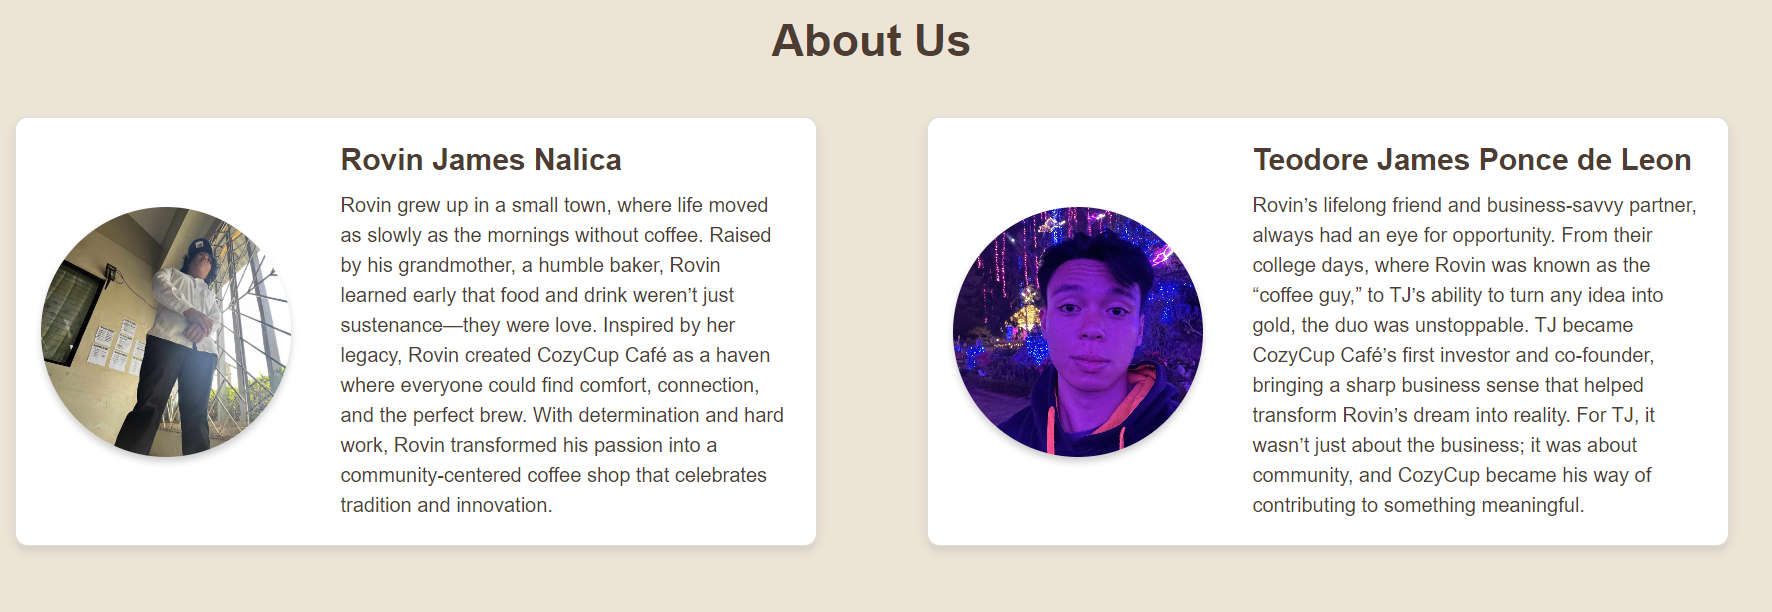 About Us
Rovin James Nalica
Rovin grew up in a small town, where life moved
as slowly as the mornings without coffee. Raised
by his grandmother, a humble baker, Rovin
learned early that food and drink weren’t just
sustenance—they were love. Inspired by her
legacy, Rovin created CozyCup Café as a haven
where everyone could find comfort, connection,
and the perfect brew. With determination and hard
work, Rovin transformed his passion into a
community-centered coffee shop that celebrates
tradition and innovation.
Teodore James Ponce de Leon
Rovin’s lifelong friend and business-savvy partner,
always had an eye for opportunity. From their
college days, where Rovin was known as the
“coffee guy,” to TJ’s ability to turn any idea into
gold, the duo was unstoppable. TJ became
CozyCup Café’s first investor and co-founder,
bringing a sharp business sense that helped
transform Rovin’s dream into reality. For TJ, it
wasn’t just about the business; it was about
community, and CozyCup became his way of
contributing to something meaningful.